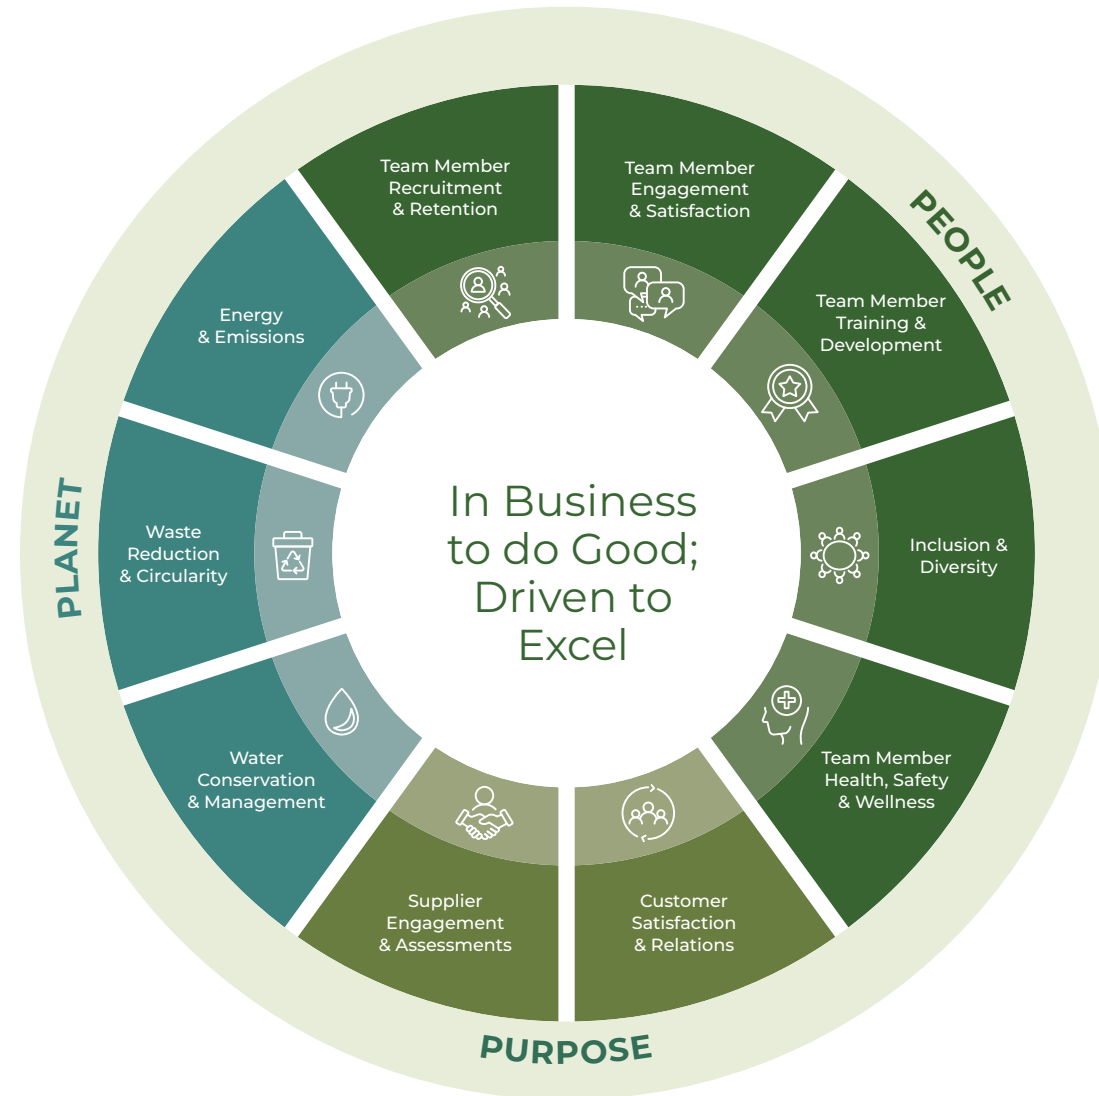 Team Member
Recruitment
& Retention
Team Member
Engagement
& Satisfaction
PEOPLE
Team Member
Training &
Development
Inclusion &
Diversity
Team Member
Health, Safety
& Wellness
Customer
Satisfaction
& Relations
PURPOSE
Supplier
Engagement
& Assessments
Water
Conservation
& Management
PLANET
Waste
Reduction
& Circularity
Energy
& Emissions
In Business
to do Good;
Driven to
Excel